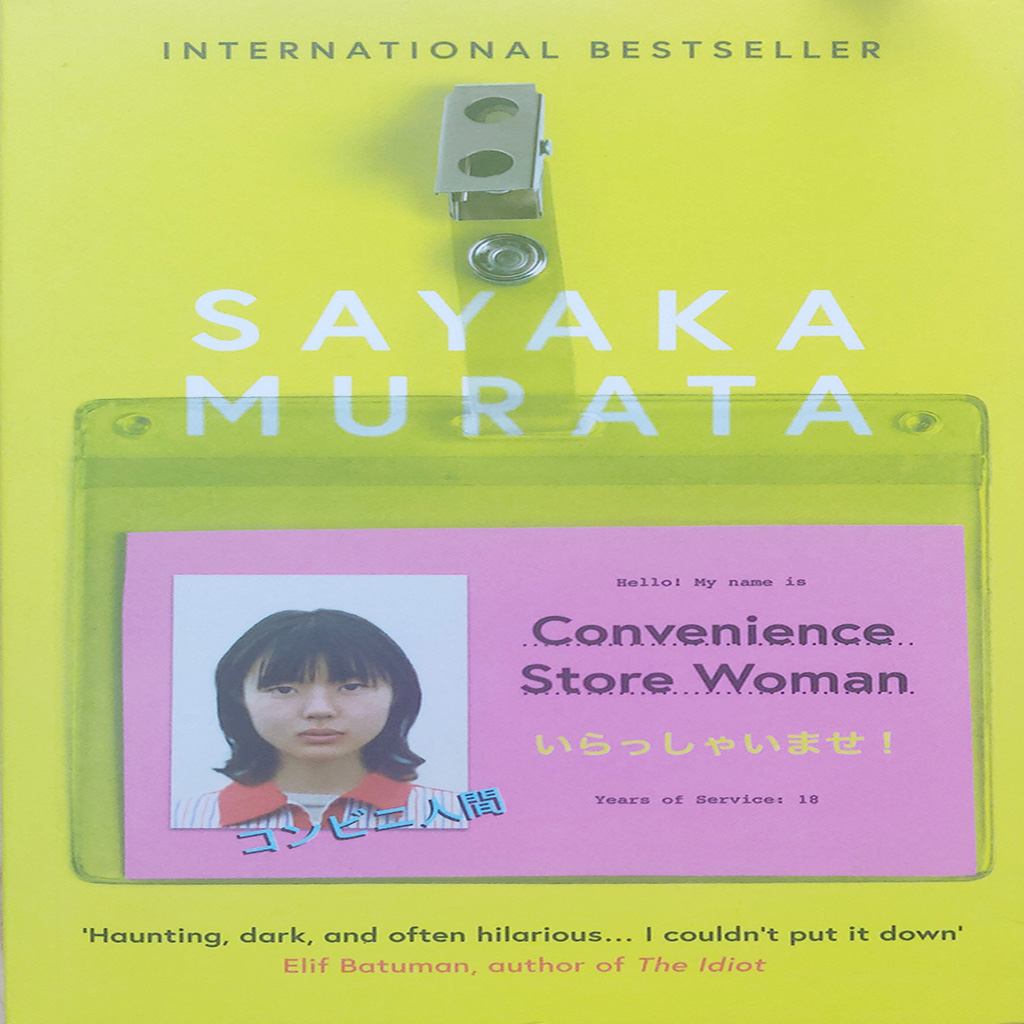 INTERNATIONAL BESTSELLER
SAYAKA
MURATA
Hello! My name is
Convenience
Store Woman
いらっしゃいませ！
Years of Service: 18
コンビニ人間
'Haunting, dark, and often hilarious... I couldn't put it down'
Elif Batuman, author of The Idiot